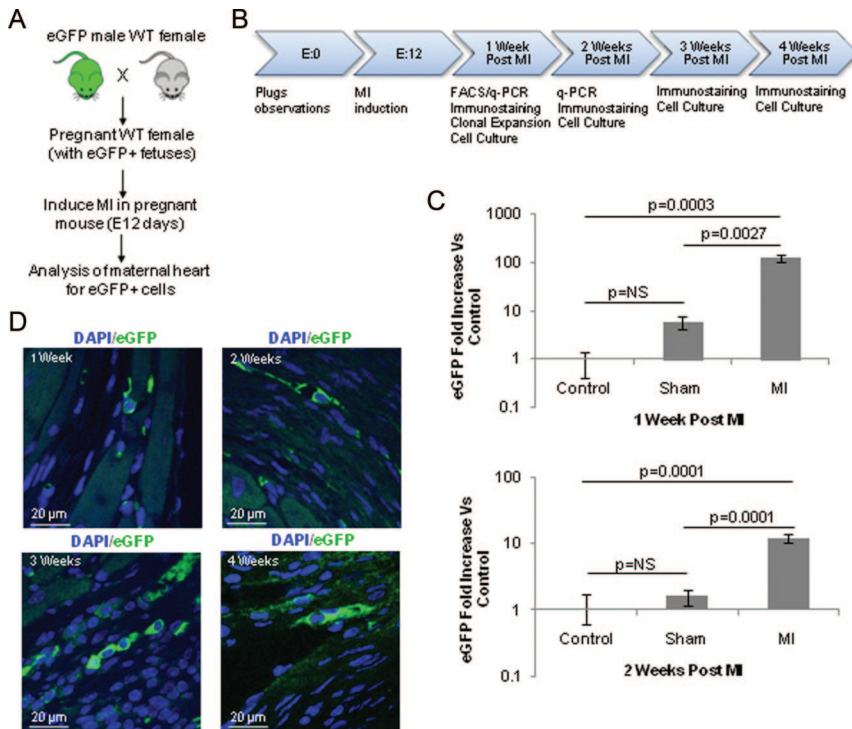 A
eGFP male WT female
X
Pregnant WT female
(with eGFP+ fetuses)
Induce MI in pregnant
mouse (E12 days)
Analysis of maternal heart
for eGFP+ cells
B
E:0
E:12
1 Week
Post MI
2 Weeks
Post MI
3 Weeks
Post MI
4 Weeks
Post MI
Plugs
observations
MI
induction
FACS/q-PCR
Immunostaining
Clonal Expansion
Cell Culture
q-PCR
Immunostaining
Cell Culture
Immunostaining
Cell Culture
Immunostaining
Cell Culture
C
eGFP Fold Increase Vs
Control
1000
100
10
1
0.1
p=0.0003
p=0.0027
p=NS
Control
Sham
MI
1 Week Post MI
eGFP Fold Increase Vs
Control
100
10
1
0.1
p=0.0001
p=0.0001
p=NS
Control
Sham
MI
2 Weeks Post MI
D
DAPI/eGFP
1 Week
20 µm
DAPI/eGFP
2 Weeks
20 µm
DAPI/eGFP
3 Weeks
20 µm
DAPI/eGFP
4 Weeks
20 µm